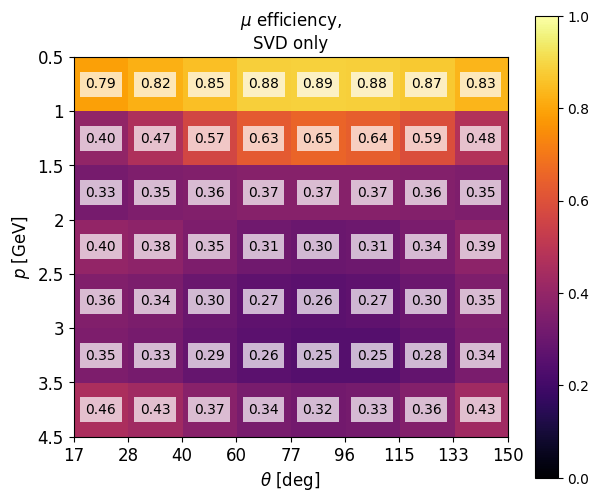 μ efficiency,
SVD only
0.5
0.79 0.82 0.85 0.88 0.89 0.88 0.87 0.83
1
0.40 0.47 0.57 0.63 0.65 0.64 0.59 0.48
1.5
0.33 0.35 0.36 0.37 0.37 0.37 0.36 0.35
2
0.40 0.38 0.35 0.31 0.30 0.31 0.34 0.39
2.5
0.36 0.34 0.30 0.27 0.26 0.27 0.30 0.35
3
0.35 0.33 0.29 0.26 0.25 0.25 0.28 0.34
3.5
0.46 0.43 0.37 0.34 0.32 0.33 0.36 0.43
4.5
p [GeV]
17 28 40 60 77 96 115 133 150
θ [deg]
1.0
0.8
0.6
0.4
0.2
0.0